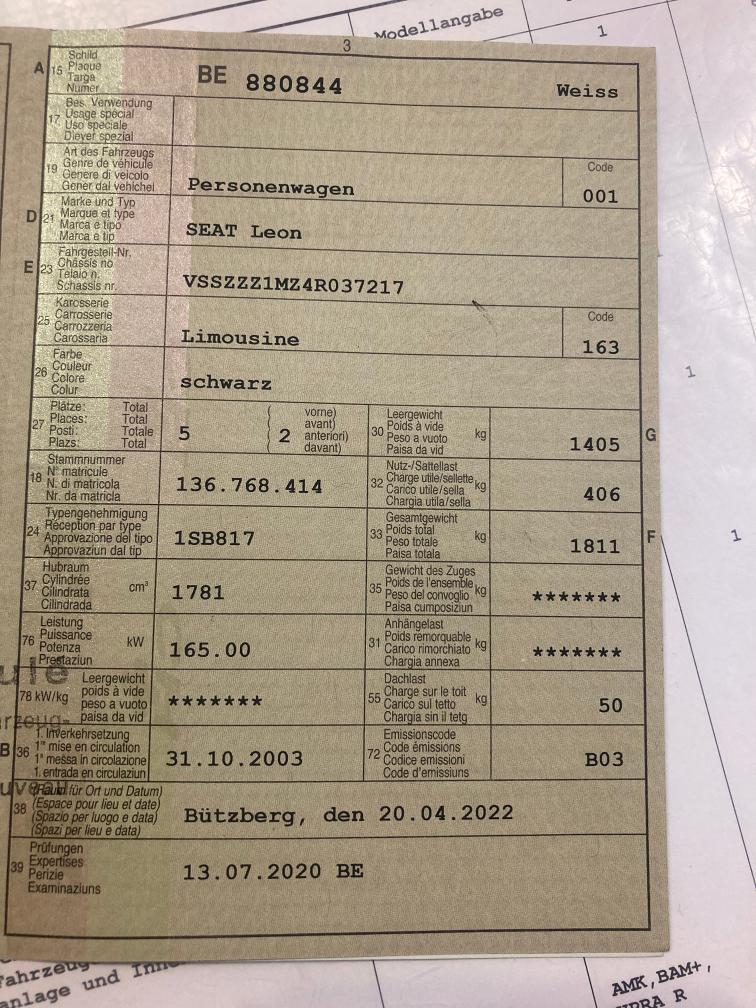 Modellangabe
1
3
A
15
Schild
Plaque
Targa
Numer
BE 880844
Weiss
17
Bes. Verwendung
Usage spécial
Uso speciale
Diever spezial
19
Art des Fahrzeugs
Genre de véhicule
Genere di veicolo
Gener dal vehichel
Personenwagen
Code
001
D
21
Marke und Typ
Marque et type
Marca e tipo
Marca e tip
SEAT Leon
E
23
Fahrgestell-Nr.
Châssis no
Telaio n.
Schassis nr.
VSSZZZ1MZ4R037217
25
Karosserie
Carrosserie
Carrozzeria
Carossaria
Limousine
Code
163
26
Farbe
Couleur
Colore
Colur
schwarz
1
27
Plätze: Total
Places: Total
Posti: Totale
Plazs: Total
5
2
vorne)
avant)
anteriori)
davant)
30
Leergewicht
Poids à vide
Peso a vuoto
Paisa da vid
kg
1405
G
18
Stammnummer
N° matricule
N. di matricola
Nr. da matricla
136.768.414
32
Nutz-/Sattellast
Charge utile/sellette
Carico utile/sella
Chargia utila/sella
kg
406
24
Typengenehmigung
Réception par type
Approvazione del tipo
Approvaziun dal tip
1SB817
33
Gesamtgewicht
Poids total
Peso totale
Paisa totala
kg
1811
F
1
37
Hubraum
Cylindrée
Cilindrata
Cilindrada
cm³
1781
35
Gewicht des Zuges
Poids de l'ensemble
Peso del convoglio
Paisa cumposiziun
kg
*******
76
Leistung
Puissance
Potenza
Prestaziun
kW
165.00
31
Anhängelast
Poids remorquable
Carico rimorchiato
Chargia annexa
kg
*******
78 kW/kg
Leergewicht
poids à vide
peso a vuoto
paisa da vid
*******
55
Dachlast
Charge sur le toit
Carico sul tetto
Chargia sin il tetg
kg
50
B
36
1. Inverkehrsetzung
1re mise en circulation
1a messa in circolazione
1. entrada en circulaziun
31.10.2003
72
Emissionscode
Code émissions
Codice emissioni
Code d'emissiuns
B03
38
(Raum für Ort und Datum)
(Espace pour lieu et date)
(Spazio per luogo e data)
(Spazi per lieu e data)
Bützberg, den 20.04.2022
39
Prüfungen
Expertises
Perizie
Examinaziuns
13.07.2020 BE
anlage und
AMK,BAM+,